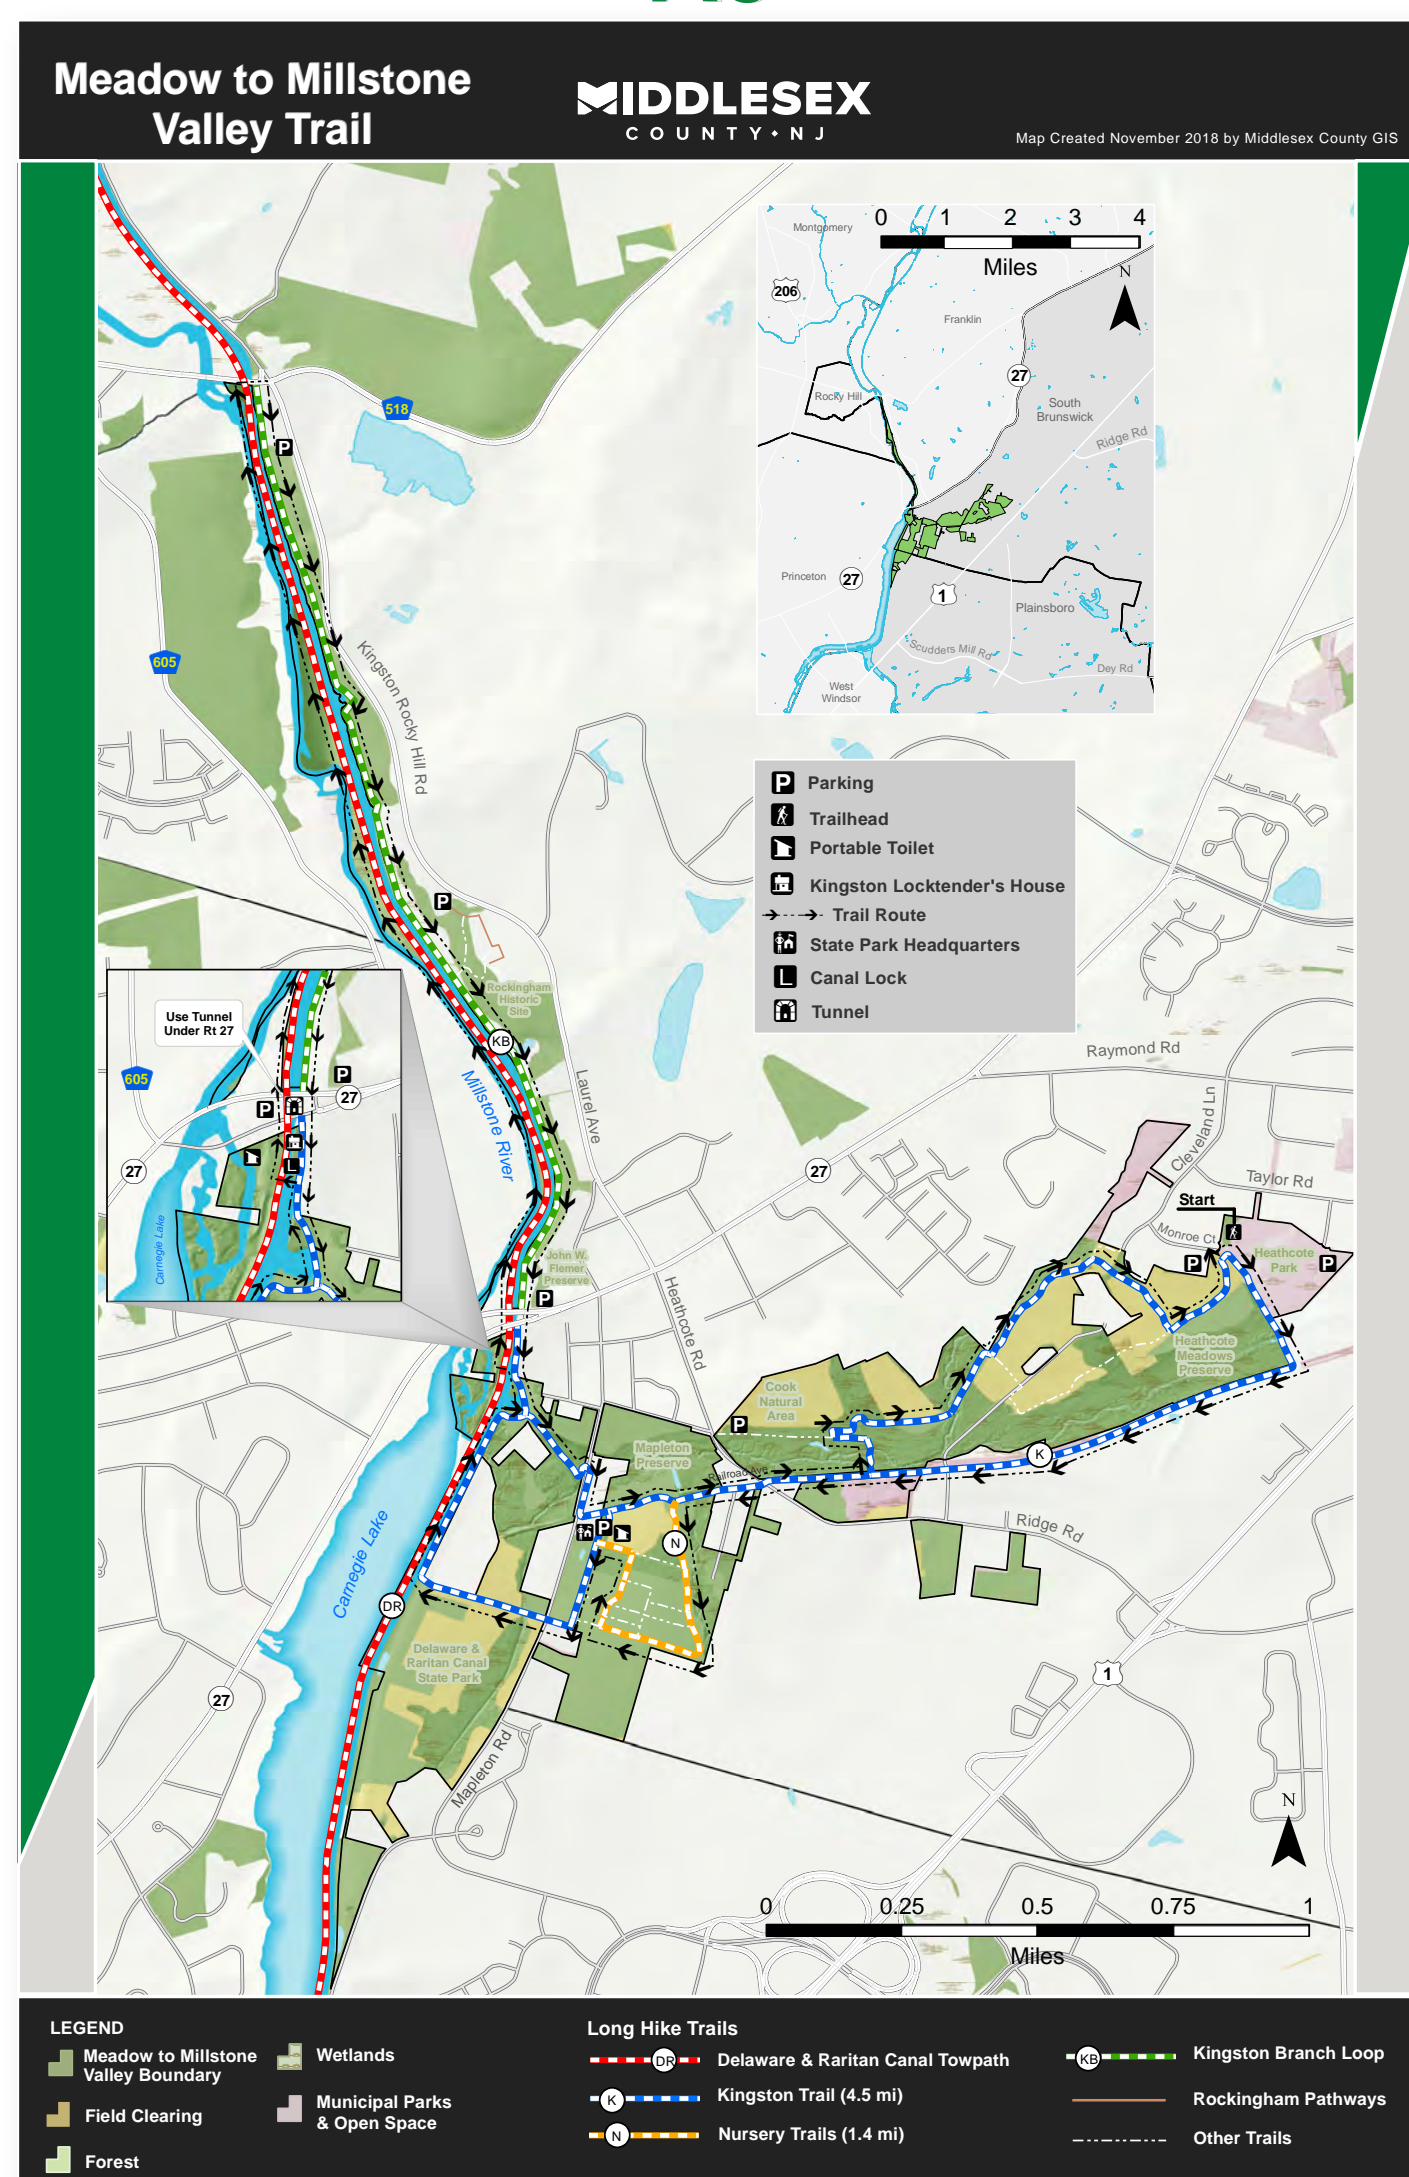 Meadow to Millstone
Valley Trail
MIDDLESEX
COUNTY • NJ
Map Created November 2018 by Middlesex County GIS
0 1 2 3 4
Miles
N
Montgomery
206
Franklin
27
Rocky Hill
South
Brunswick
Ridge Rd
Princeton
27
1
Plainsboro
Scudders Mill Rd
Dey Rd
West
Windsor
518
P
605
Kingston Rocky Hill Rd
P Parking
Trailhead
Portable Toilet
Kingston Locktender's House
Trail Route
State Park Headquarters
L Canal Lock
Tunnel
P
Rockingham
Historic
Site
KB
Use Tunnel
Under Rt 27
605
P
27
P
27
L
Carnegie Lake
Millstone River
Laurel Ave
Raymond Rd
Cleveland Ln
Taylor Rd
27
Start
Monroe Ct
P
Heathcote
Park
P
John W.
Flemer
Preserve
P
Heathcote Rd
Heathcote
Meadows
Preserve
Cook
Natural
Area
P
Mapleton
Preserve
Railroad Ave
K
P
N
Ridge Rd
Carnegie Lake
DR
Delaware &
Raritan Canal
State Park
27
1
Mapleton Rd
N
0 0.25 0.5 0.75 1
Miles
LEGEND
Meadow to Millstone
Valley Boundary
Field Clearing
Forest
Wetlands
Municipal Parks
& Open Space
Long Hike Trails
DR Delaware & Raritan Canal Towpath
K Kingston Trail (4.5 mi)
N Nursery Trails (1.4 mi)
KB Kingston Branch Loop
Rockingham Pathways
Other Trails